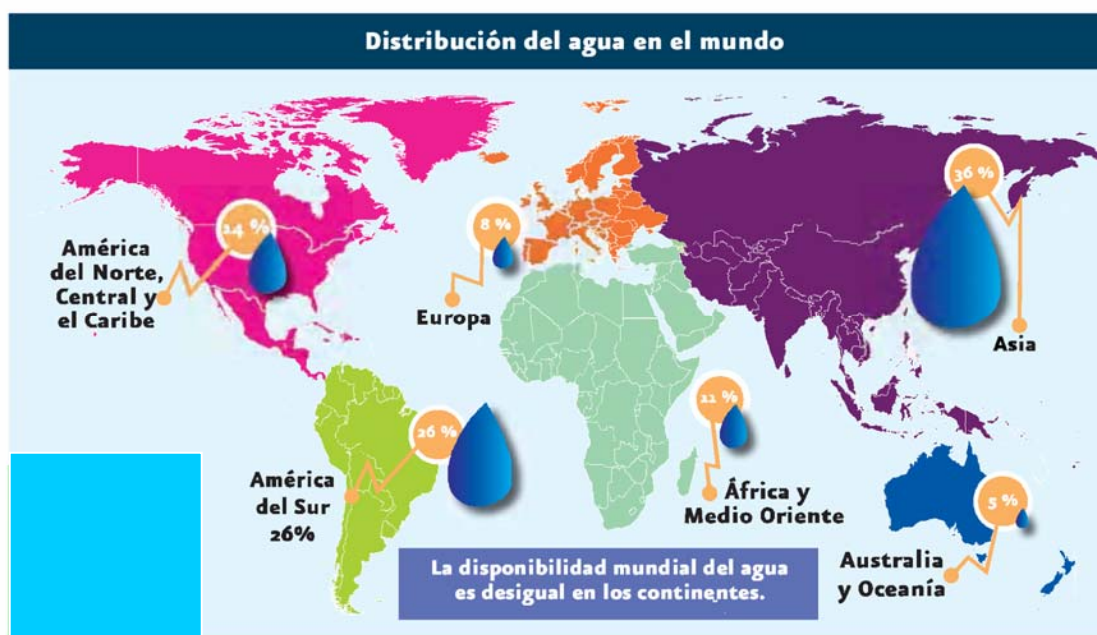 Distribución del agua en el mundo
36 %
14 %
8 %
América
del Norte,
Central y
el Caribe
Europa
Asia
11 %
26 %
América
del Sur
26%
África y
Medio Oriente
5 %
Australia
y Oceanía
La disponibilidad mundial del agua
es desigual en los continentes.